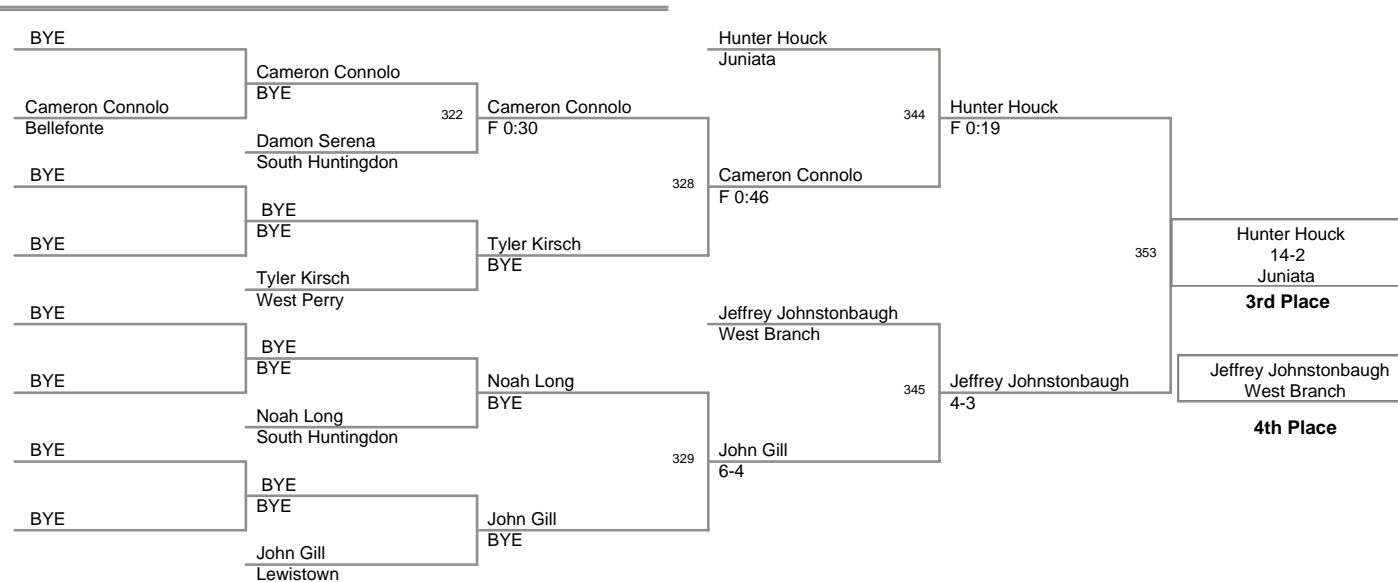 BYE
Hunter Houck
Juniata
Cameron Connolo
BYE
Cameron Connolo
Bellefonte
322
Cameron Connolo
F 0:30
344
Hunter Houck
F 0:19
Damon Serena
South Huntingdon
BYE
328
Cameron Connolo
F 0:46
BYE
BYE
BYE
Tyler Kirsch
BYE
353
Hunter Houck
14-2
Juniata
3rd Place
Tyler Kirsch
West Perry
BYE
Jeffrey Johnstonbaugh
West Branch
BYE
BYE
BYE
Noah Long
BYE
345
Jeffrey Johnstonbaugh
4-3
Jeffrey Johnstonbaugh
West Branch
4th Place
Noah Long
South Huntingdon
BYE
329
John Gill
6-4
BYE
BYE
BYE
John Gill
BYE
John Gill
Lewistown